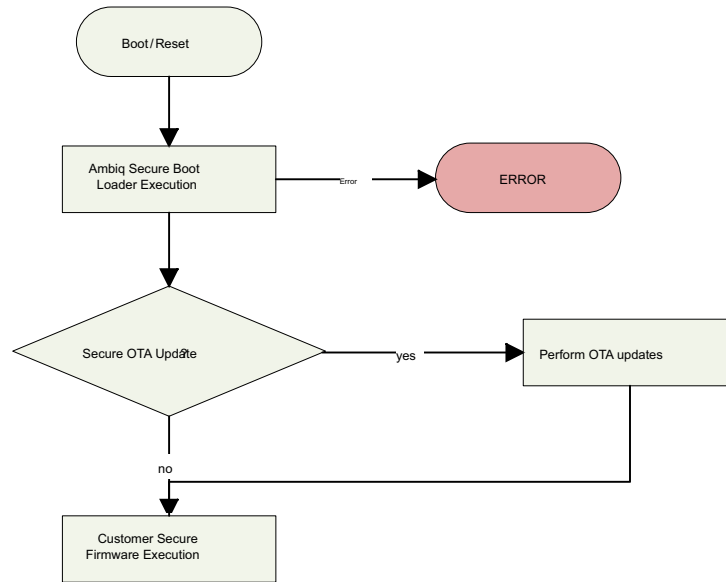 Boot/Reset
Ambiq Secure Boot
Loader Execution
Error
ERROR
Secure OTA Update?
yes
Perform OTA updates
no
Customer Secure
Firmware Execution